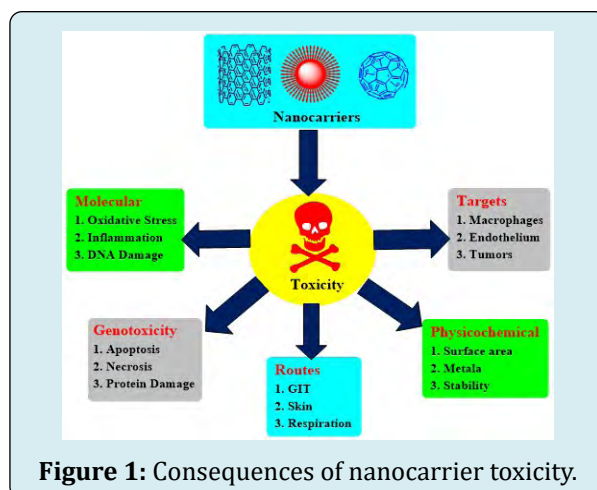 Nanocarriers
Molecular
1. Oxidative Stress
2. Inflammation
3. DNA Damage
Targets
1. Macrophages
2. Endothelium
3. Tumors
Toxicity
Genotoxicity
1. Apoptosis
2. Necrosis
3. Protein Damage
Routes
1. GIT
2. Skin
3. Respiration
Physicochemical
1. Surface area
2. Metala
3. Stability
Figure 1: Consequences of nanocarrier toxicity.